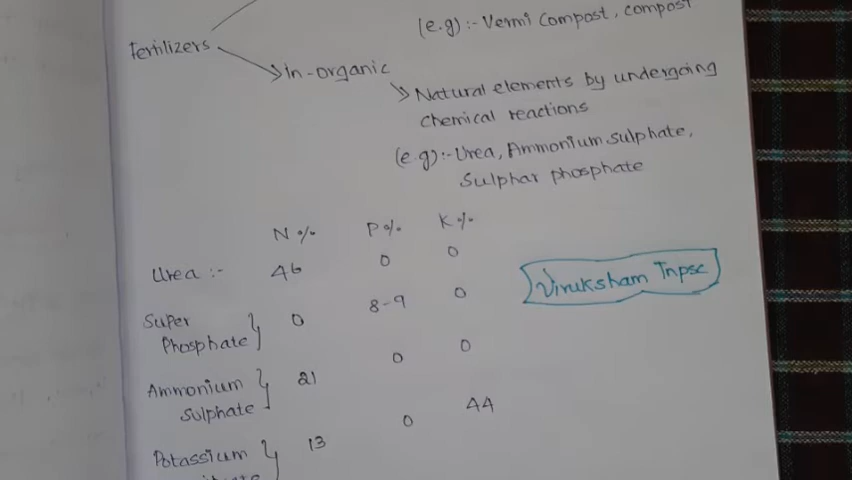 (e.g) :- Vermi Compost, compost
Fertilizers
in-organic
Natural elements by undergoing
chemical reactions
(e.g) :- Urea, Ammonium sulphate,
Sulphar phosphate
N % P % K %
Urea :- 46 0 0
Super
Phosphate } 0 8-9 0
Ammonium
Sulphate } 21 0 0
Potassium } 13 0 44
Viruksham Tnpsc